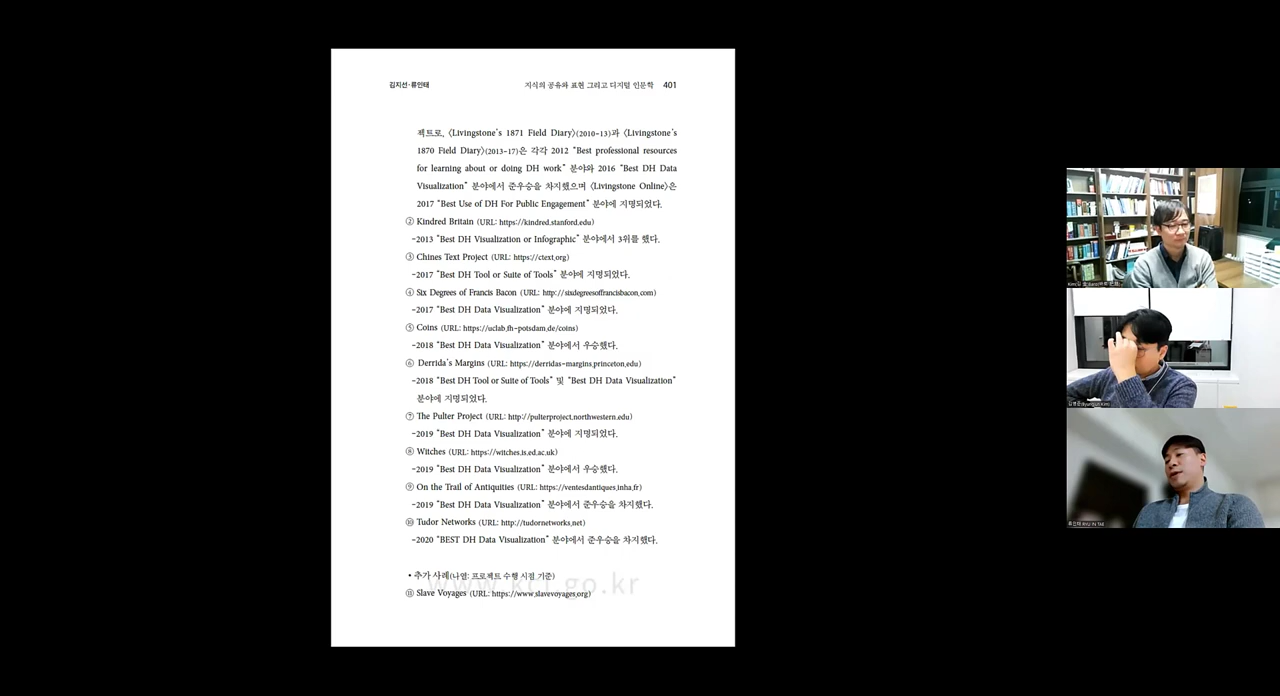 김지선·류인태
지식의 공유와 표현 그리고 디지털 인문학 401
젝트로, 〈Livingstone's 1871 Field Diary〉(2010-13)과 〈Livingstone's
1870 Field Diary〉(2013-17)은 각각 2012 "Best professional resources
for learning about or doing DH work" 분야와 2016 "Best DH Data
Visualization" 분야에서 준우승을 차지했으며 〈Livingstone Online〉은
2017 "Best Use of DH For Public Engagement" 분야에 지명되었다.
② Kindred Britain (URL: https://kindred.stanford.edu)
-2013 "Best DH Visualization or Infographic" 분야에서 3위를 했다.
③ Chines Text Project (URL: https://ctext.org)
-2017 "Best DH Tool or Suite of Tools" 분야에 지명되었다.
④ Six Degrees of Francis Bacon (URL: http://sixdegreesoffrancisbacon.com)
-2017 "Best DH Data Visualization" 분야에 지명되었다.
⑤ Coins (URL: https://uclab.fh-potsdam.de/coins)
-2018 "Best DH Data Visualization" 분야에서 우승했다.
⑥ Derrida's Margins (URL: https://derridas-margins.princeton.edu)
-2018 "Best DH Tool or Suite of Tools" 및 "Best DH Data Visualization"
분야에 지명되었다.
⑦ The Pulter Project (URL: http://pulterproject.northwestern.edu)
-2019 "Best DH Data Visualization" 분야에 지명되었다.
⑧ Witches (URL: https://witches.is.ed.ac.uk)
-2019 "Best DH Data Visualization" 분야에서 우승했다.
⑨ On the Trail of Antiquities (URL: https://ventesdantiques.inha.fr)
-2019 "Best DH Data Visualization" 분야에서 준우승을 차지했다.
⑩ Tudor Networks (URL: http://tudornetworks.net)
-2020 "BEST DH Data Visualization" 분야에서 준우승을 차지했다.
• 추가 사례(나열: 프로젝트 수행 시점 기준)
www.kci.go.kr
⑪ Slave Voyages (URL: https://www.slavevoyages.org)
류인태 RYU IN TAE